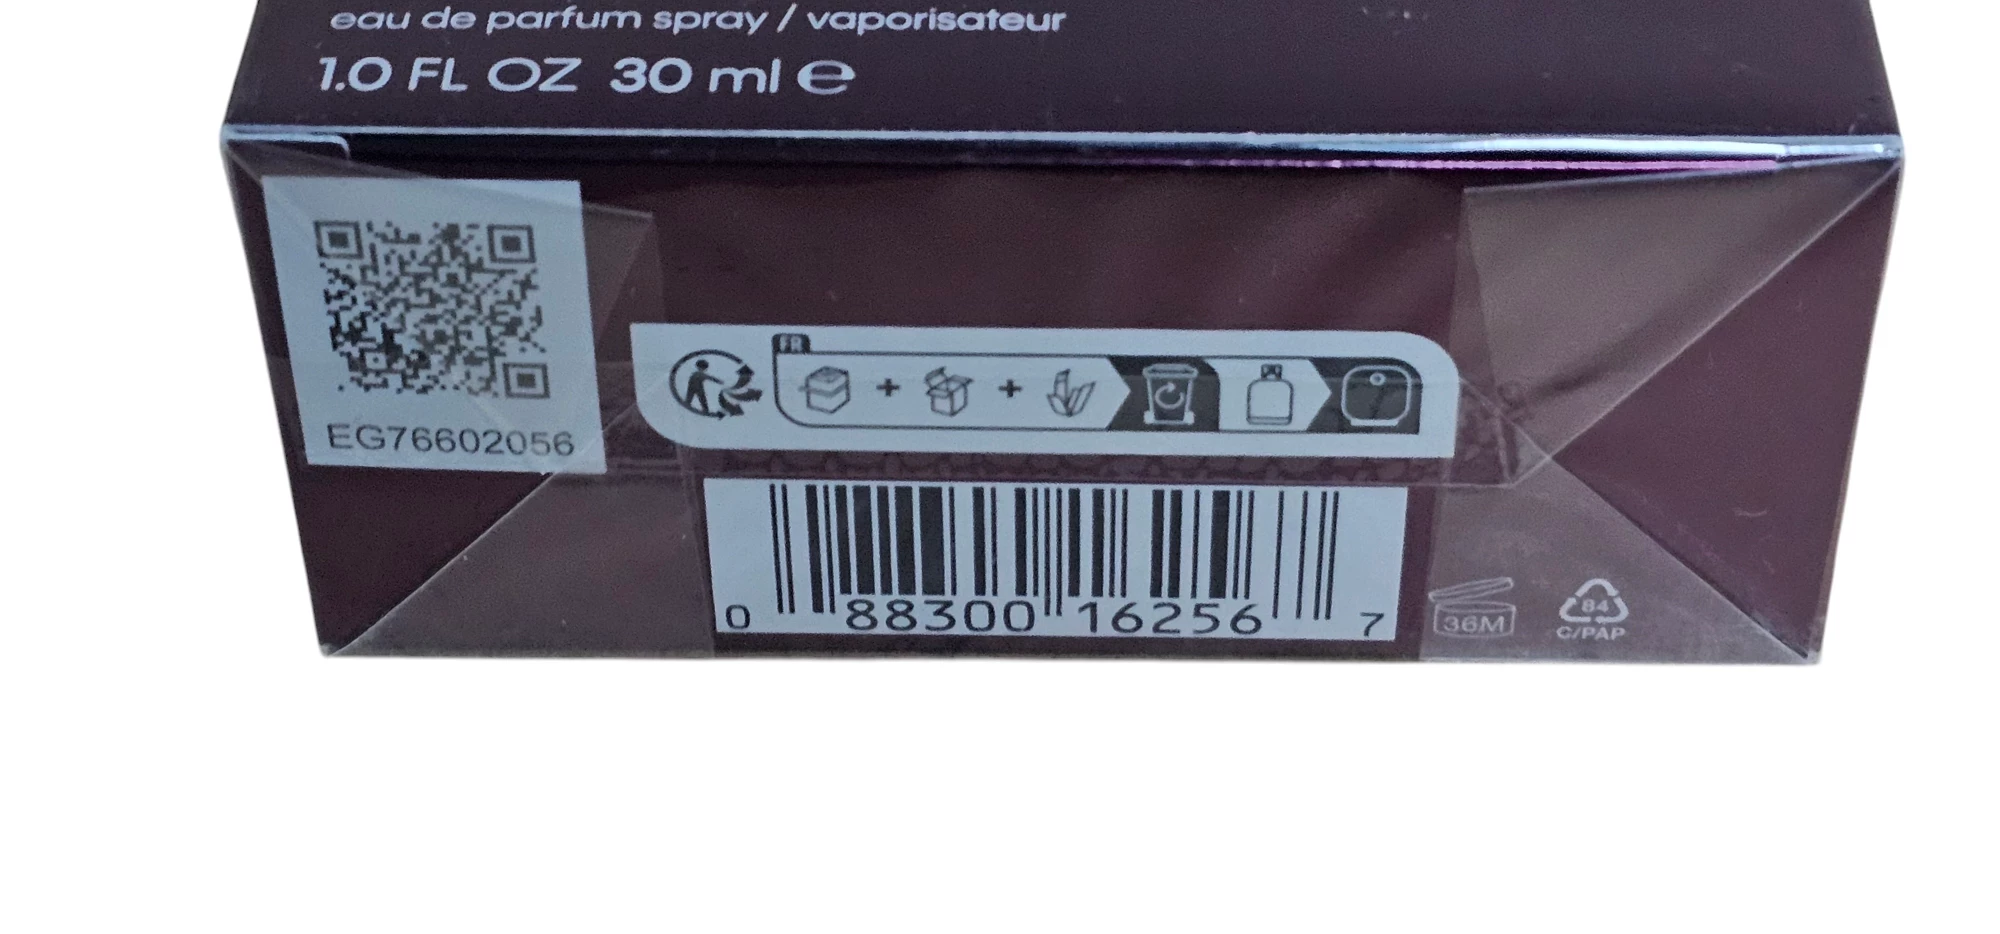 eau de parfum spray / vaporisateur
1.0 FL OZ 30 ml ℮
EG76602056
FR
0 88300 16256 7
36M
84
C/PAP